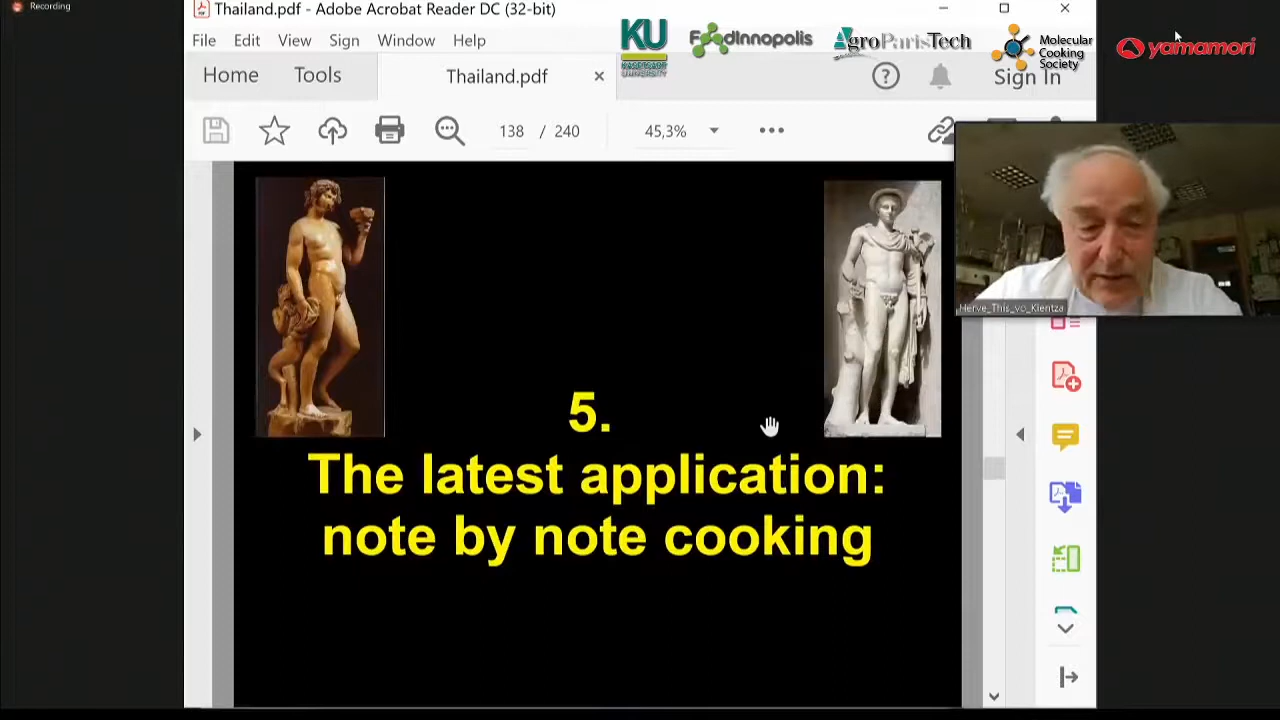 Recording
Thailand.pdf - Adobe Acrobat Reader DC (32-bit)
File Edit View Sign Window Help
KU
KASETSART
UNIVERSITY
FoodInnopolis
AgroParisTech
Molecular
Cooking
Society
yamamori
Home Tools Thailand.pdf Sign In
138 / 240 45,3%
Herve_This_vo_Kientza
5.
The latest application:
note by note cooking